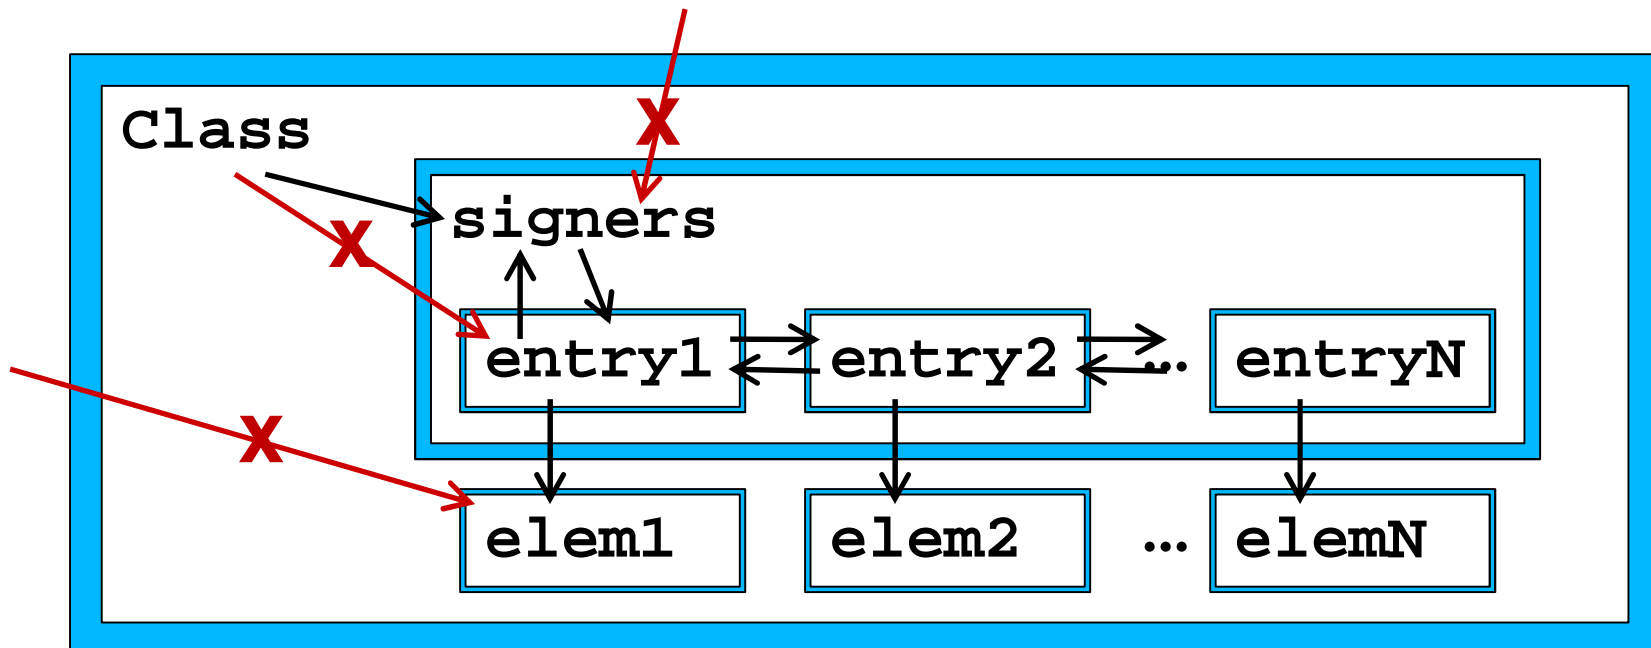 X
Class
signers
X
entry1 entry2 ... entryN
X
elem1 elem2 ... elemN